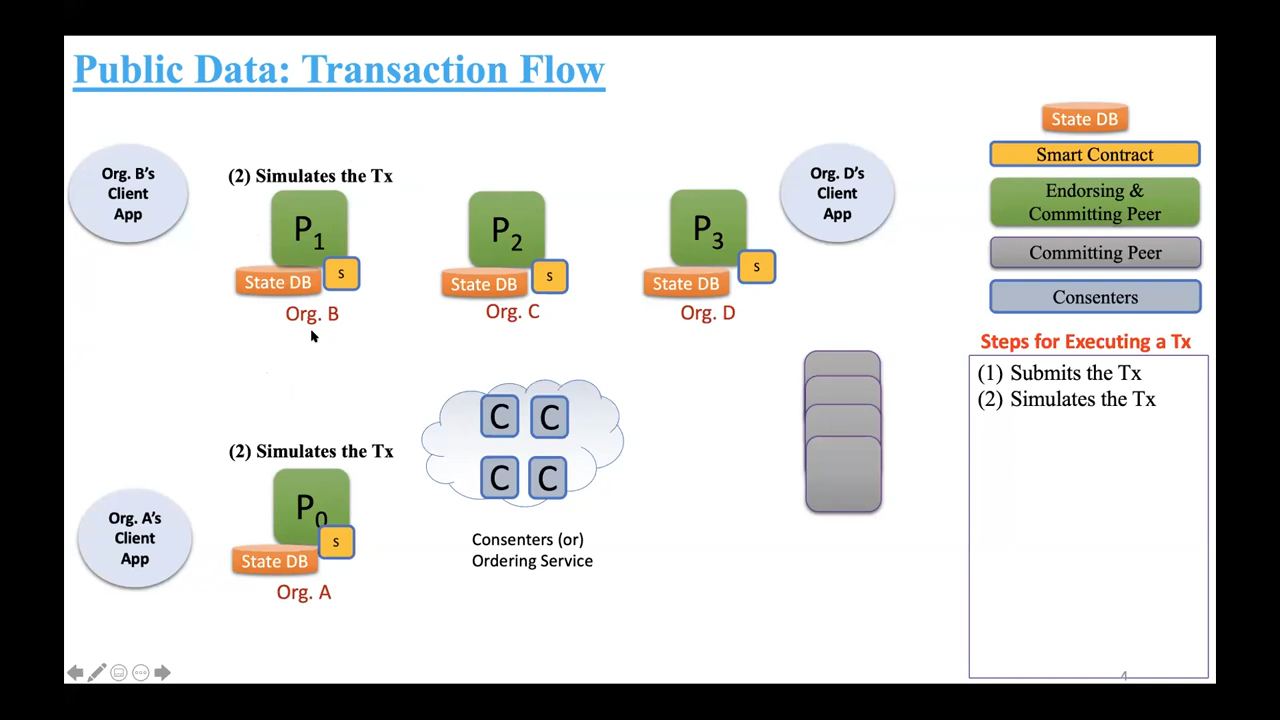 Public Data: Transaction Flow
State DB
Smart Contract
Endorsing &
Committing Peer
Committing Peer
Consenters
Org. B's
Client
App
(2) Simulates the Tx
P1
State DB
s
Org. B
P2
State DB
s
Org. C
P3
State DB
s
Org. D
Org. D's
Client
App
Steps for Executing a Tx
(1) Submits the Tx
(2) Simulates the Tx
C C
C C
Consenters (or)
Ordering Service
(2) Simulates the Tx
P0
State DB
s
Org. A
Org. A's
Client
App
4